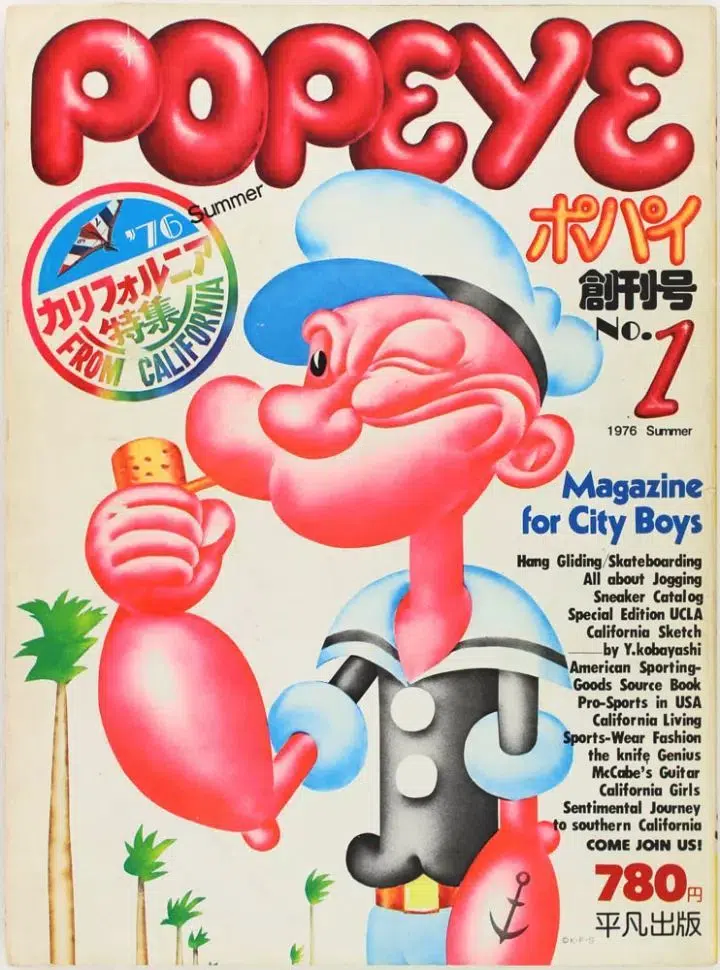 POPEYE
'76 Summer
カリフォルニア
特集
FROM CALIFORNIA
ポパイ
創刊号
No.1
1976 Summer
Magazine
for City Boys
Hang Gliding/Skateboarding
All about Jogging
Sneaker Catalog
Special Edition UCLA
California Sketch
by Y.kobayashi
American Sporting-
Goods Source Book
Pro-Sports in USA
California Living
Sports-Wear Fashion
the knife Genius
McCabe's Guitar
California Girls
Sentimental Journey
to southern California
COME JOIN US!
780円
平凡出版
©K・F・S